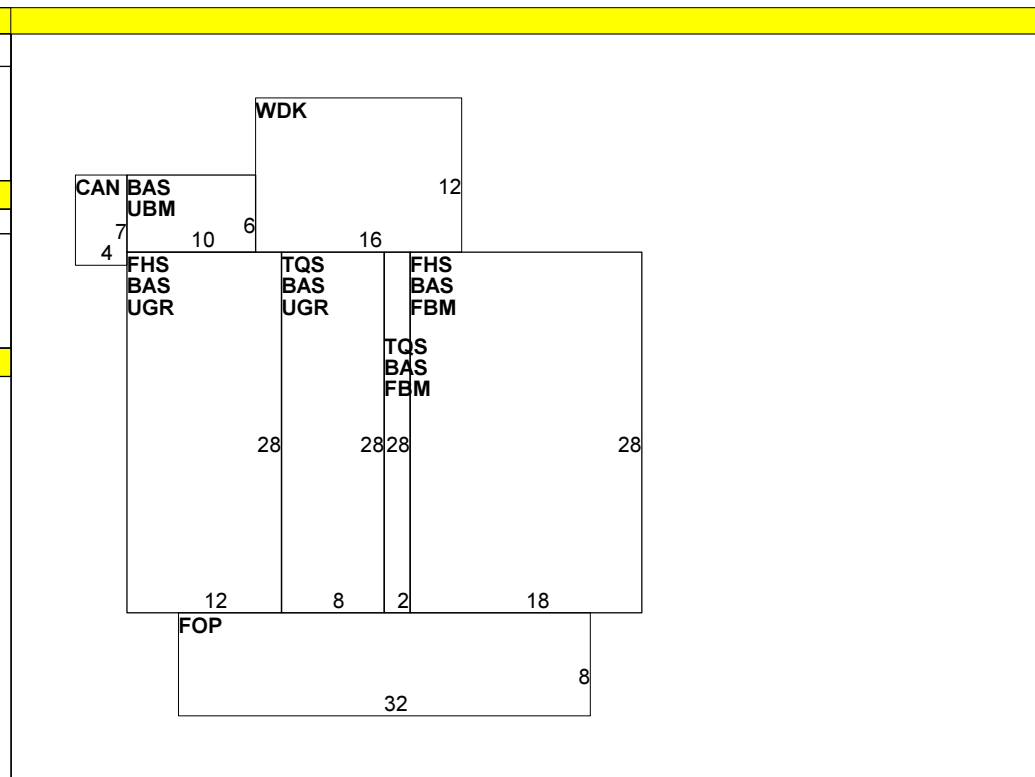 WDK
12
CAN BAS
UBM
7
6
4
10
16
FHS
BAS
UGR
TQS
BAS
UGR
FHS
BAS
FBM
TQS
BAS
FBM
28
28
28
28
12
8
2
18
FOP
8
32